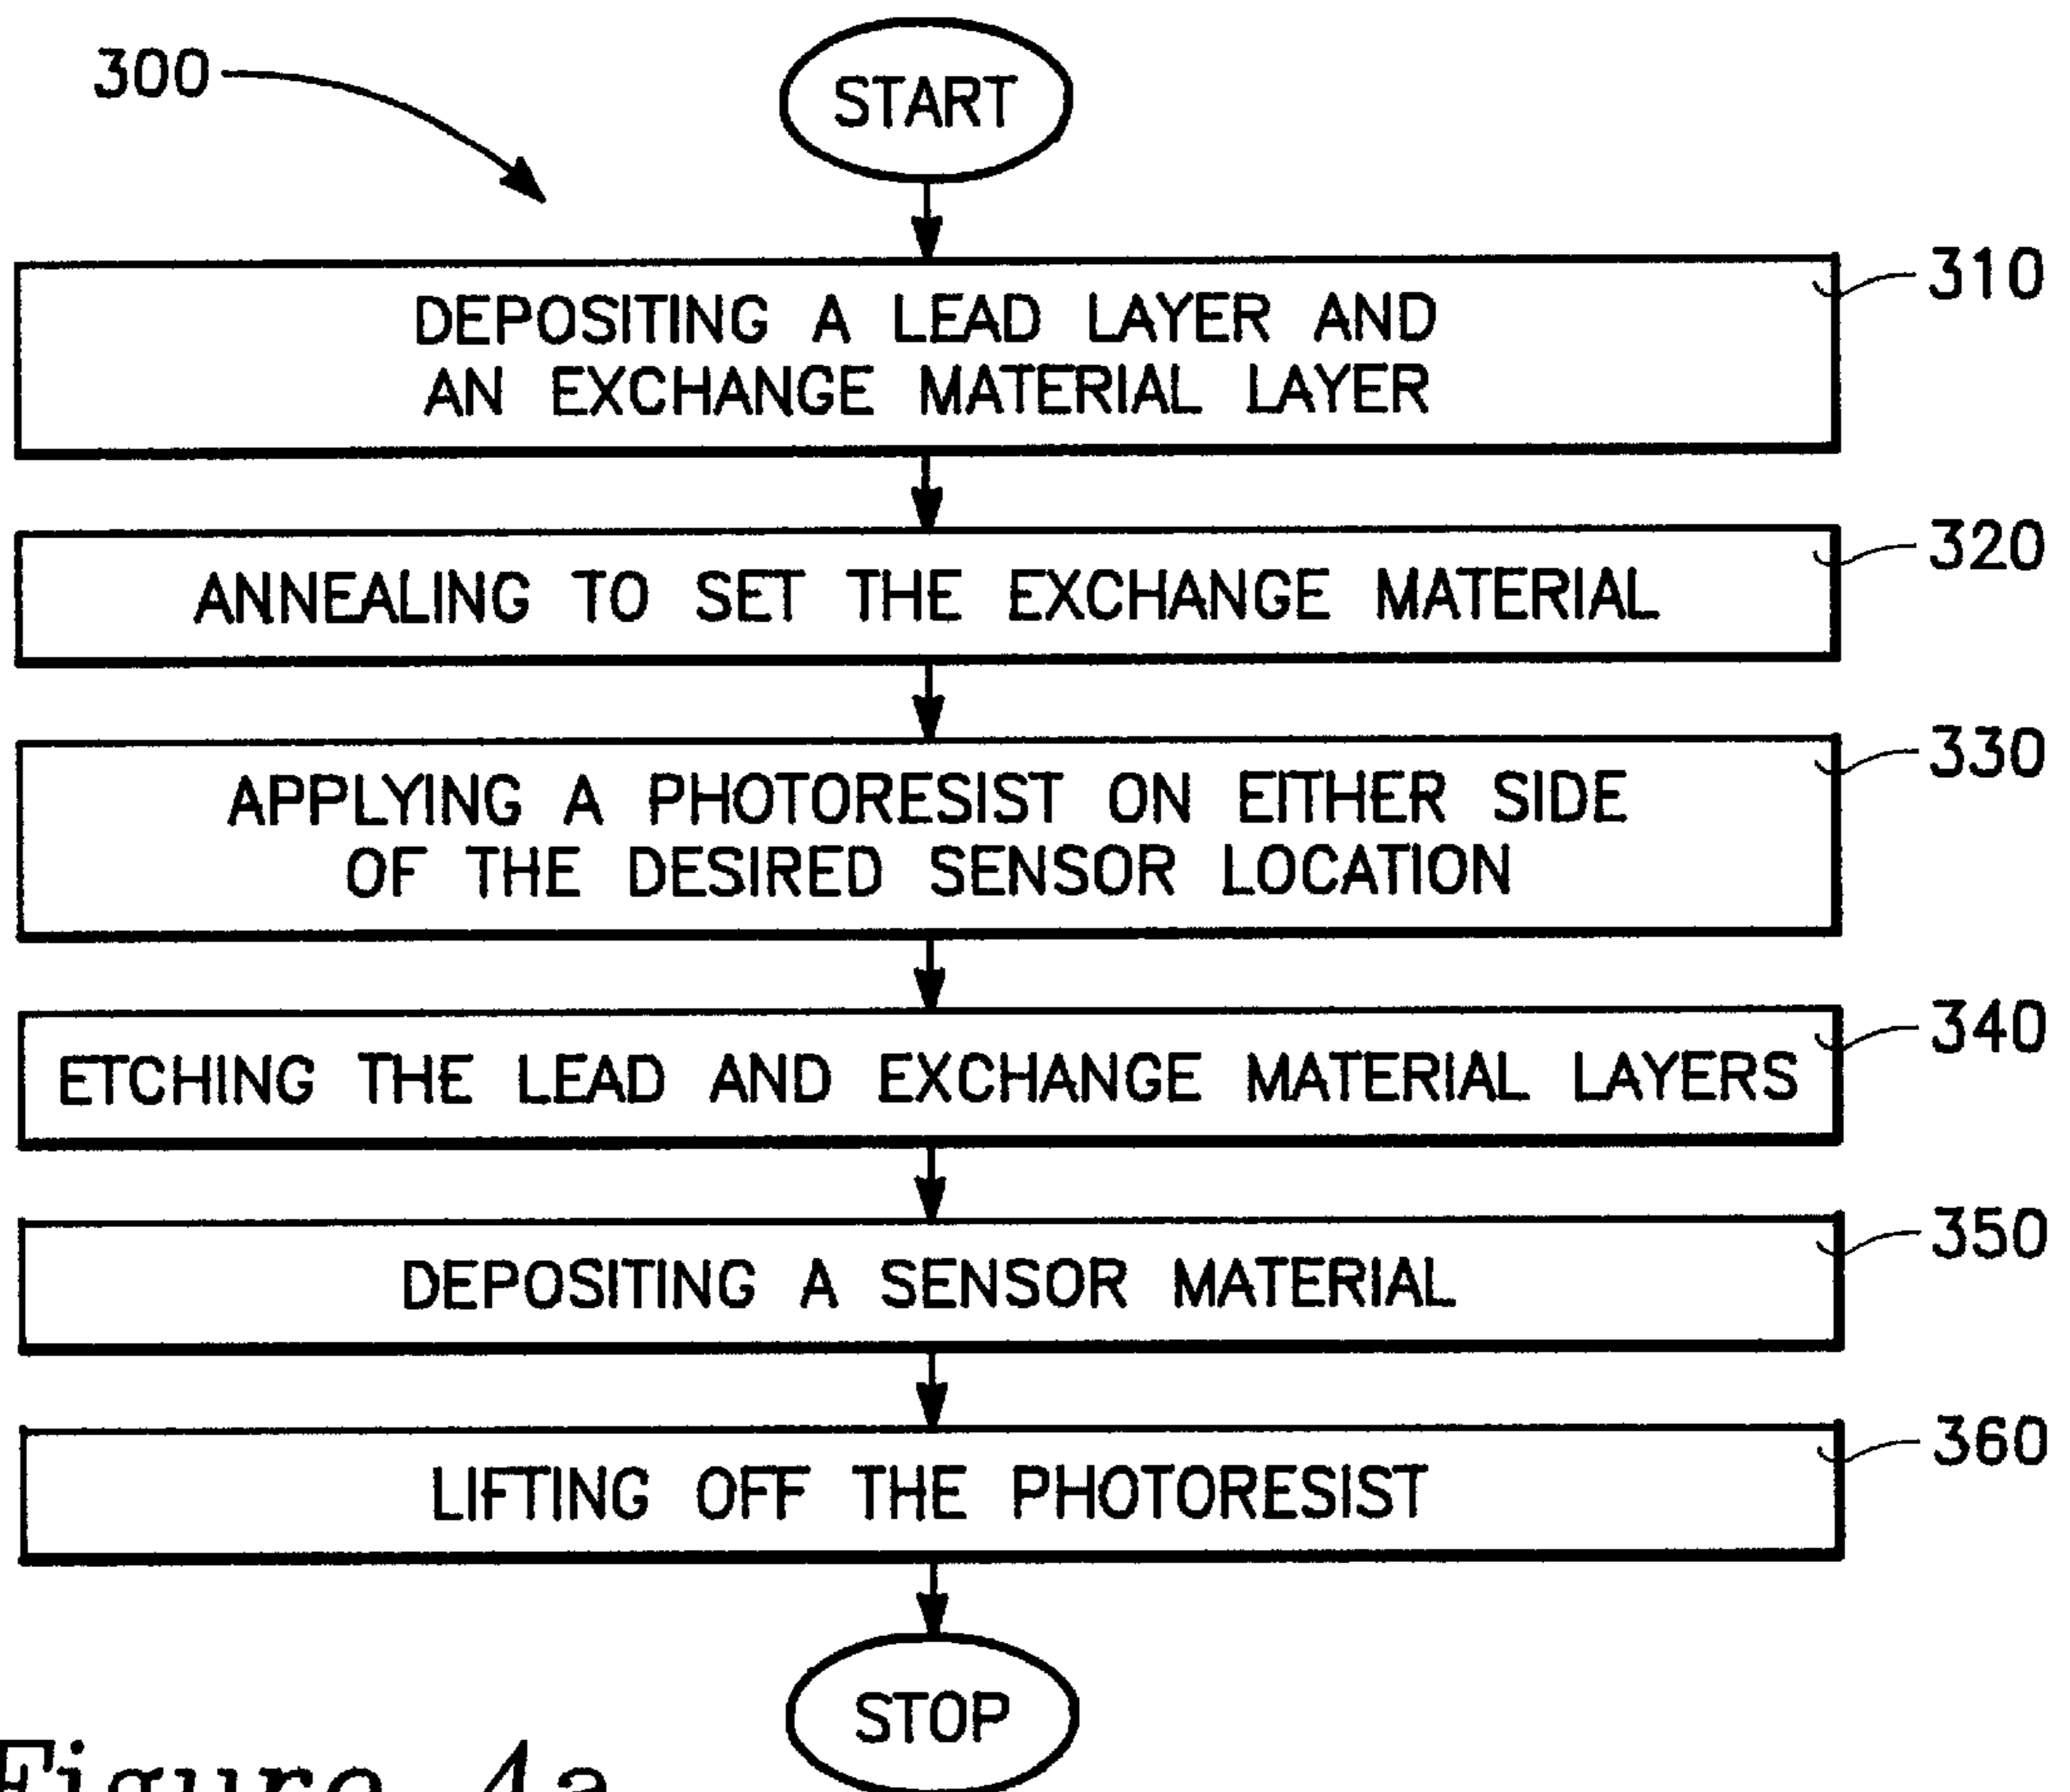 300
START
310
DEPOSITING A LEAD LAYER AND
AN EXCHANGE MATERIAL LAYER
320
ANNEALING TO SET THE EXCHANGE MATERIAL
330
APPLYING A PHOTORESIST ON EITHER SIDE
OF THE DESIRED SENSOR LOCATION
340
ETCHING THE LEAD AND EXCHANGE MATERIAL LAYERS
350
DEPOSITING A SENSOR MATERIAL
360
LIFTING OFF THE PHOTORESIST
STOP
Figure 4a